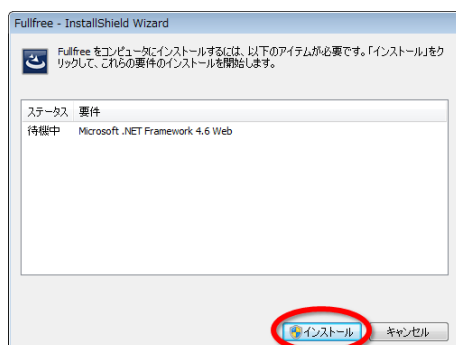 Fullfree - InstallShield Wizard
Fullfree をコンピュータにインストールするには、以下のアイテムが必要です。「インストール」をク
リックして、これらの要件のインストールを開始します。
ステータス 要件
待機中 Microsoft .NET Framework 4.6 Web
インストール キャンセル